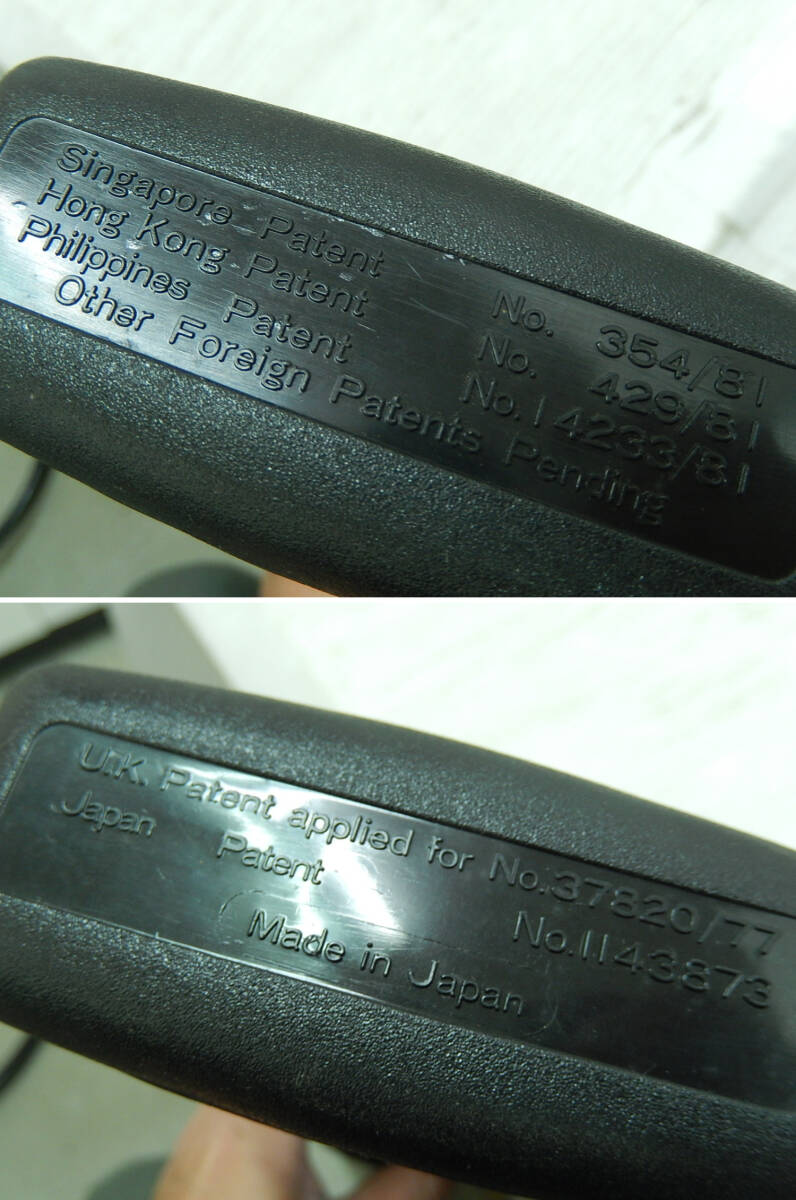 Singapore Patent No. 354/81
Hong Kong Patent No. 429/81
Philippines Patent No. 14233/81
Other Foreign Patents Pending
U.K. Patent applied for No. 37820/77
Japan Patent No. 1143873
Made in Japan